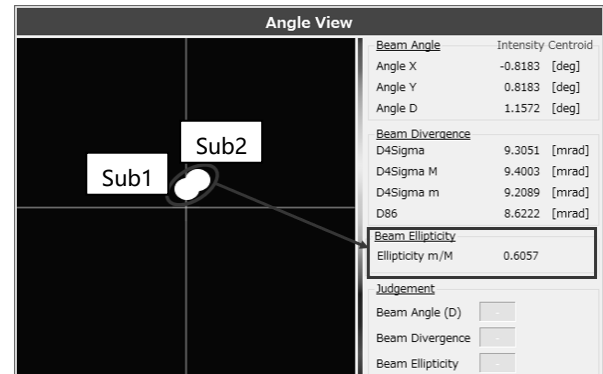 Angle View
Sub1
Sub2
Beam Angle Intensity Centroid
Angle X -0.8183 [deg]
Angle Y 0.8183 [deg]
Angle D 1.1572 [deg]
Beam Divergence
D4Sigma 9.3051 [mrad]
D4Sigma M 9.4003 [mrad]
D4Sigma m 9.2089 [mrad]
D86 8.6222 [mrad]
Beam Ellipticity
Ellipticity m/M 0.6057
Judgement
Beam Angle (D) -
Beam Divergence -
Beam Ellipticity -